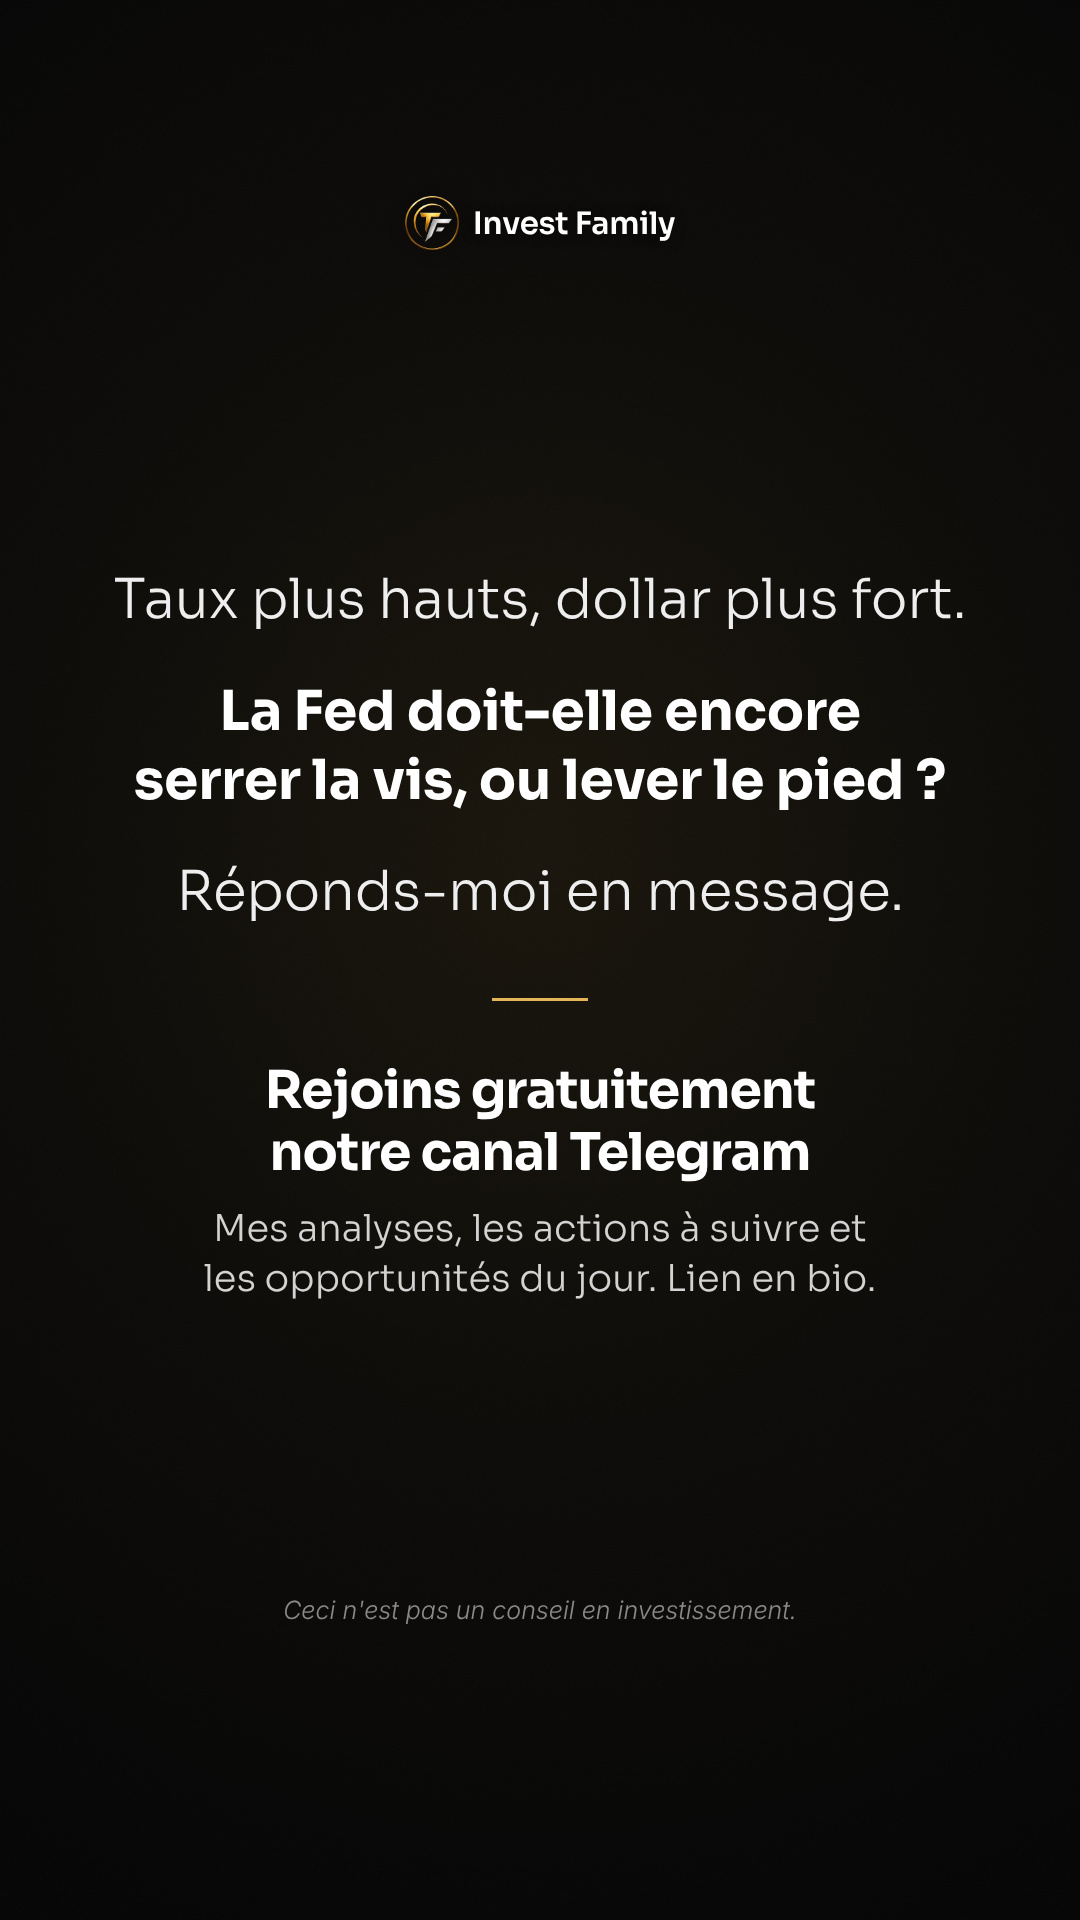 TF Invest Family
Taux plus hauts, dollar plus fort.
La Fed doit-elle encore
serrer la vis, ou lever le pied ?
Réponds-moi en message.
Rejoins gratuitement
notre canal Telegram
Mes analyses, les actions à suivre et
les opportunités du jour. Lien en bio.
Ceci n'est pas un conseil en investissement.